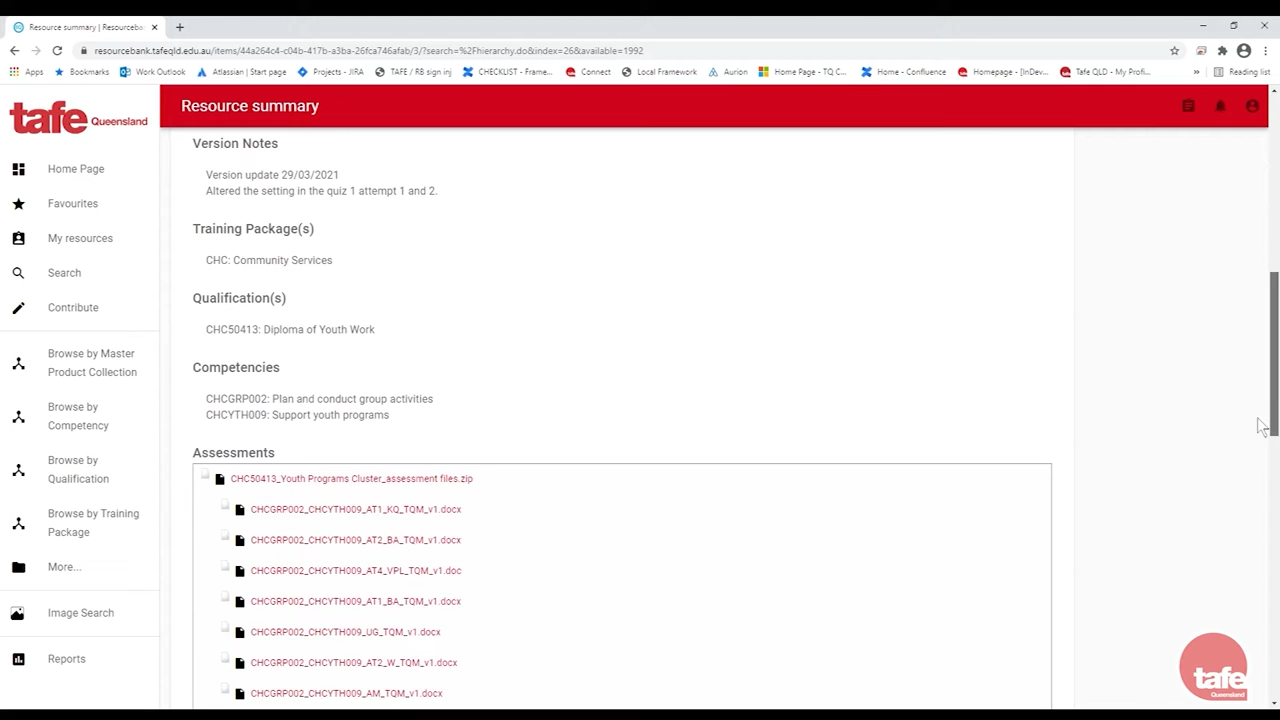 Resource summary | Resourceba
resourcebank.tafeqld.edu.au/items/44a264c4-c04b-417b-a3ba-26fca746afab/3/?search=%2Fhierarchy.do&index=26&available=1992
Apps
Bookmarks
Work Outlook
Atlassian | Start page
Projects - JIRA
TAFE / RB sign inj
CHECKLIST - Frame...
Connect
Local Framework
Aurion
Home Page - TQ C...
Home - Confluence
Homepage - [InDev...
Tafe QLD - My Profi...
»
Reading list
tafe Queensland
Resource summary
Home Page
Favourites
My resources
Search
Contribute
Browse by Master
Product Collection
Browse by
Competency
Browse by
Qualification
Browse by Training
Package
More...
Image Search
Reports
Version Notes
Version update 29/03/2021
Altered the setting in the quiz 1 attempt 1 and 2.
Training Package(s)
CHC: Community Services
Qualification(s)
CHC50413: Diploma of Youth Work
Competencies
CHCGRP002: Plan and conduct group activities
CHCYTH009: Support youth programs
Assessments
CHC50413_Youth Programs Cluster_assessment files.zip
CHCGRP002_CHCYTH009_AT1_KQ_TQM_v1.docx
CHCGRP002_CHCYTH009_AT2_BA_TQM_v1.docx
CHCGRP002_CHCYTH009_AT4_VPL_TQM_v1.doc
CHCGRP002_CHCYTH009_AT1_BA_TQM_v1.docx
CHCGRP002_CHCYTH009_UG_TQM_v1.docx
CHCGRP002_CHCYTH009_AT2_W_TQM_v1.docx
CHCGRP002_CHCYTH009_AM_TQM_v1.docx
tafe
Queensland